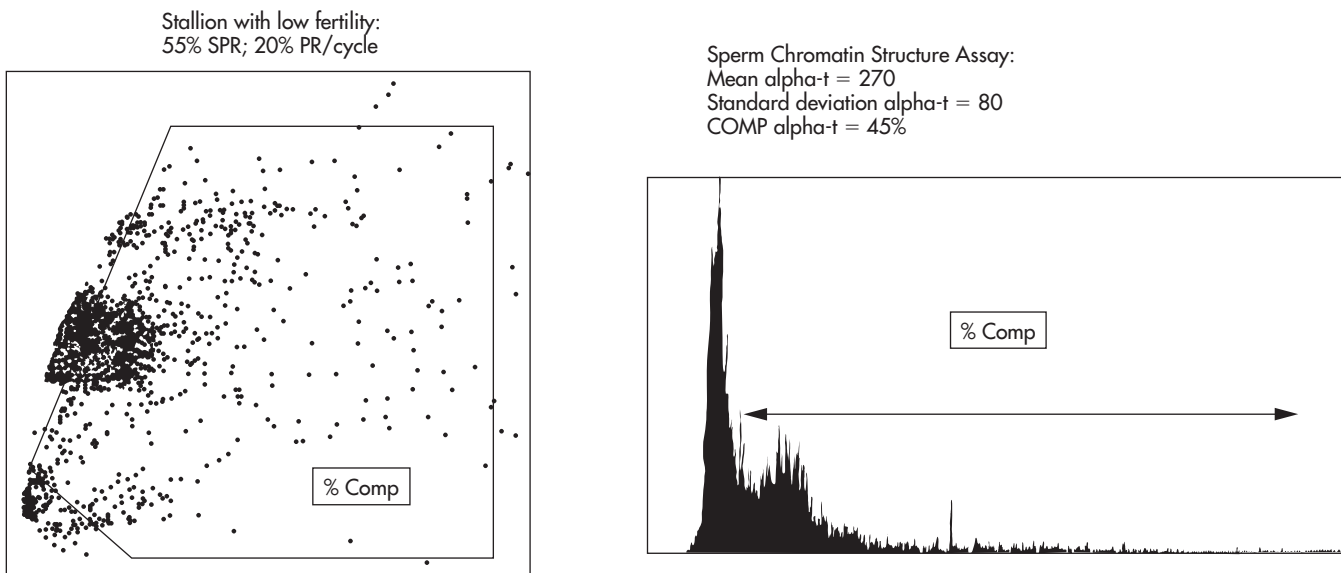 Stallion with low fertility:
55% SPR; 20% PR/cycle
% Comp
Sperm Chromatin Structure Assay:
Mean alpha-t = 270
Standard deviation alpha-t = 80
COMP alpha-t = 45%
% Comp